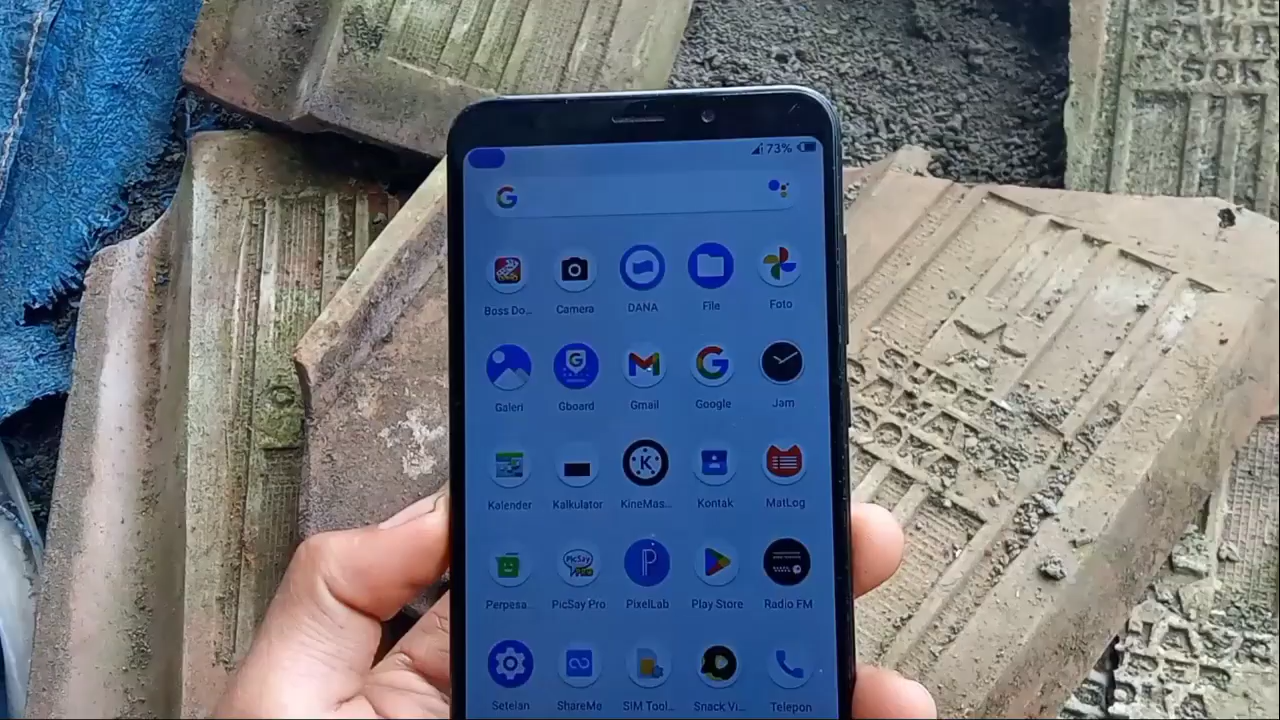 SOK
73%
Boss Do...
Camera
DANA
File
Foto
Galeri
Gboard
Gmail
Google
Jam
Kalender
Kalkulator
KineMas...
Kontak
MatLog
Perpesa...
PicSay Pro
PixelLab
Play Store
Radio FM
Setelan
ShareMe
SIM Tool...
Snack Vi...
Telepon